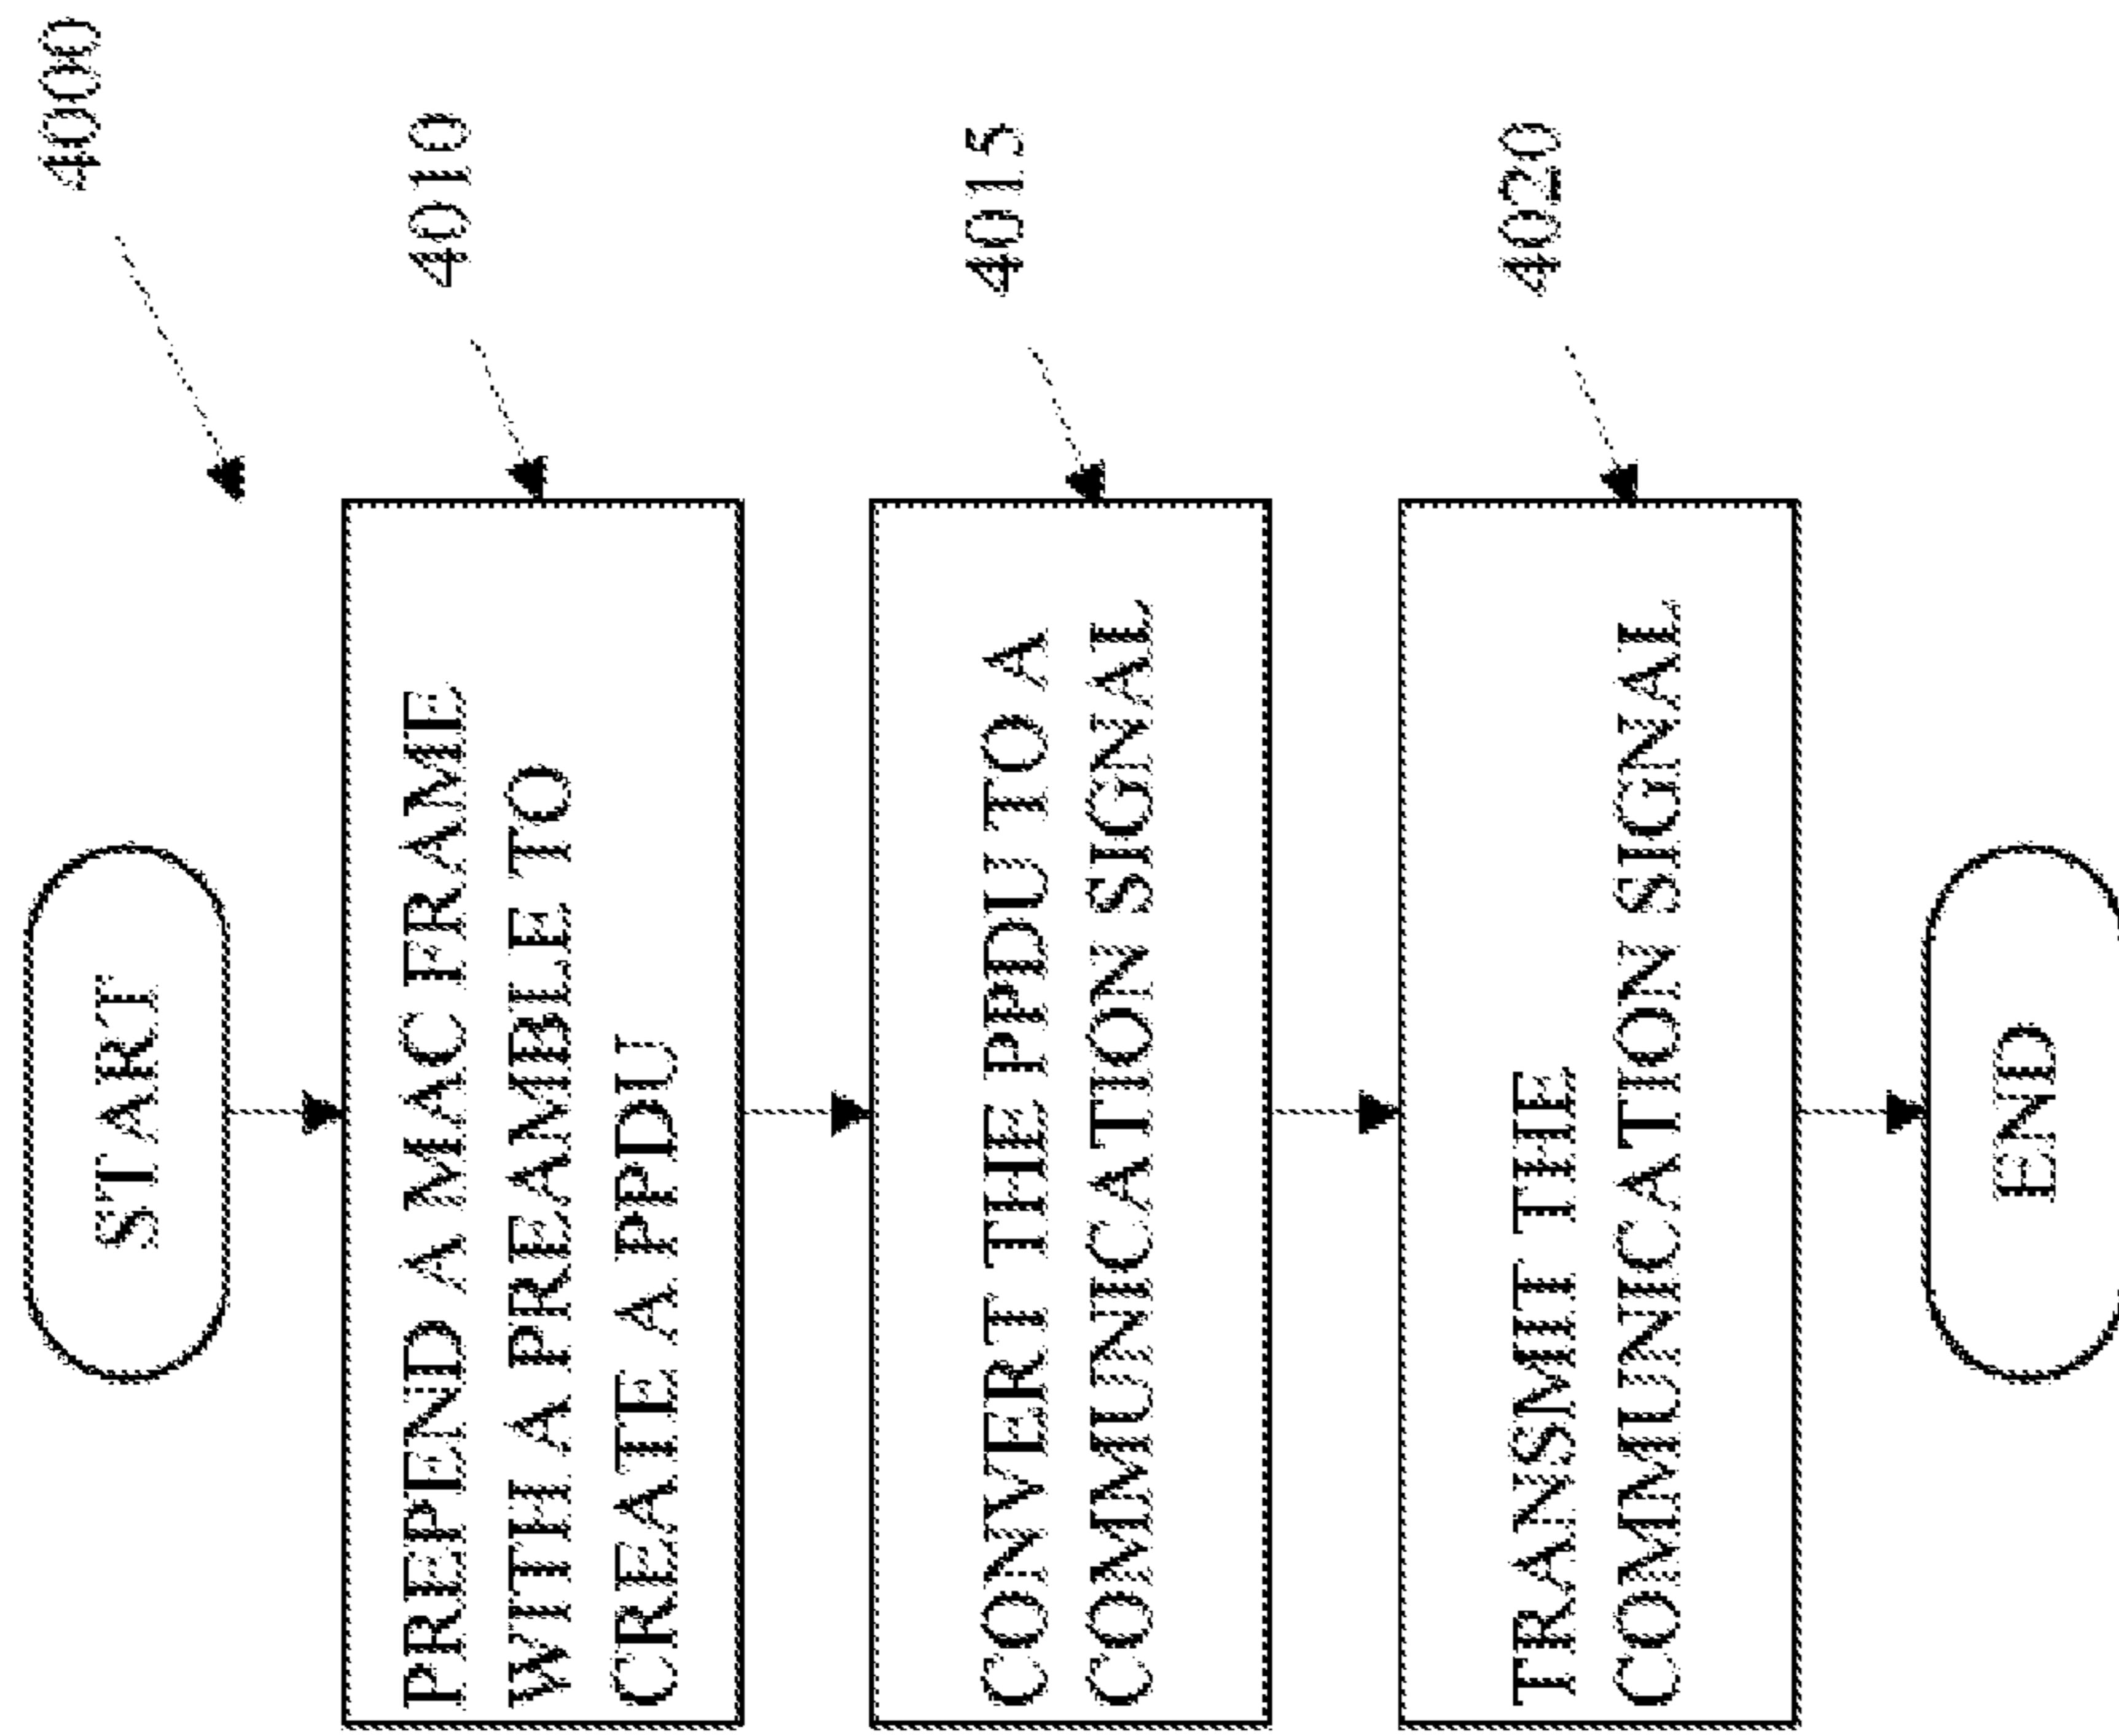 4000
START
4010
PREPEND A MAC FRAME
WITH A PREAMBLE TO
CREATE A PPDU
4015
CONVERT THE PPDU TO A
COMMUNICATION SIGNAL
4020
TRANSMIT THE
COMMUNICATION SIGNAL
END